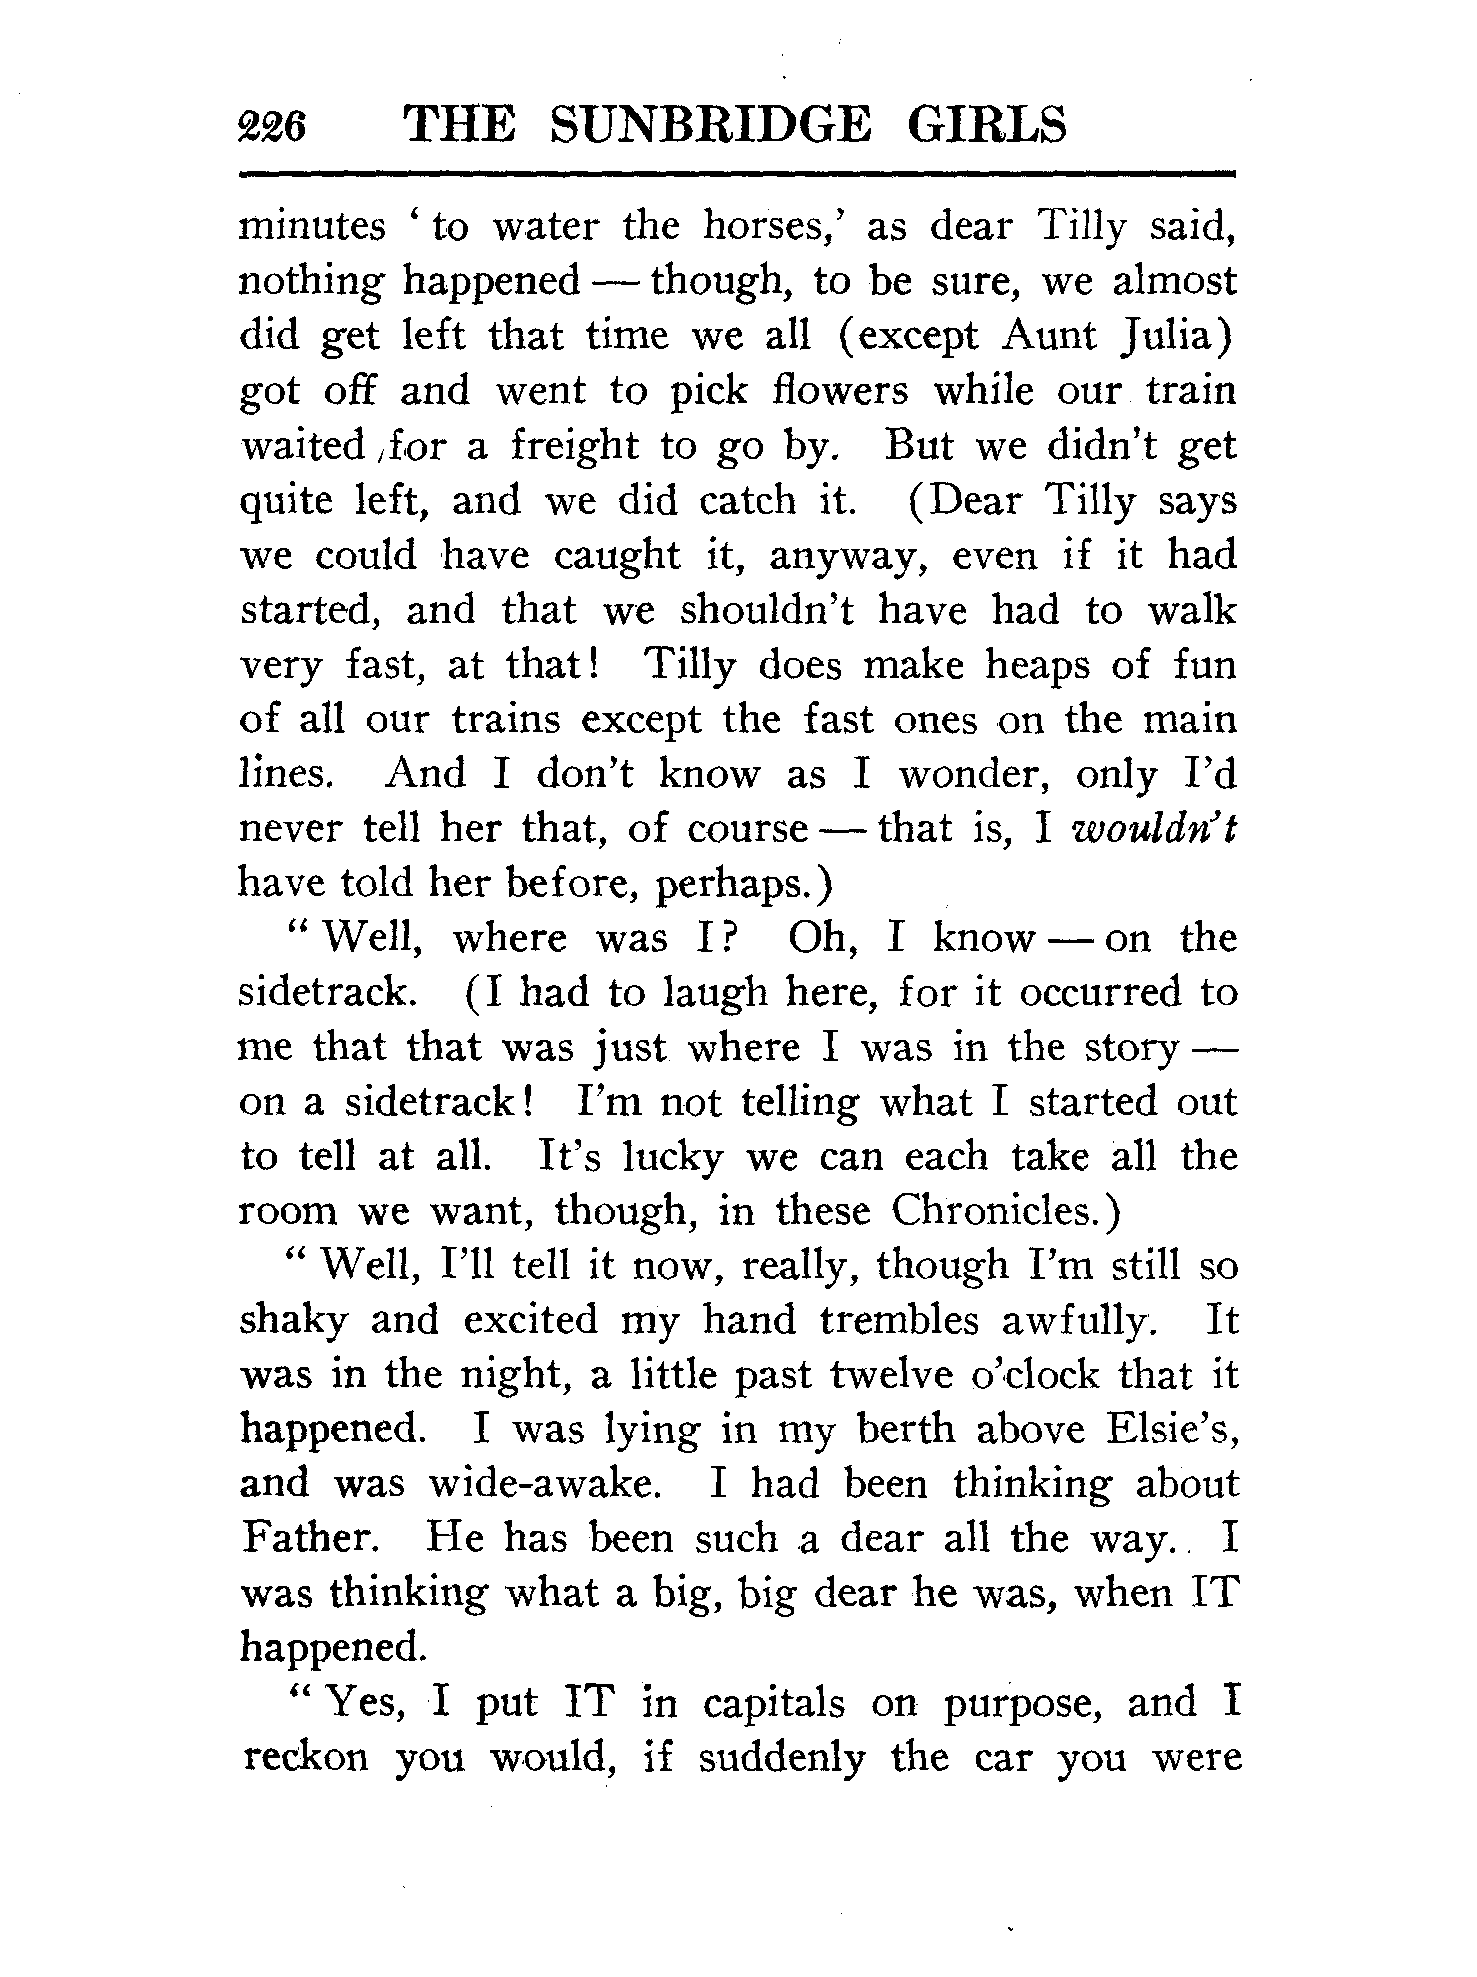 226 THE SUNBRIDGE GIRLS
minutes ‘ to water the horses,’ as dear Tilly said,
nothing happened — though, to be sure, we almost
did get left that time we all (except Aunt Julia)
got off and went to pick flowers while our train
waited for a freight to go by. But we didn't get
quite left, and we did catch it. (Dear Tilly says
we could have caught it, anyway, even if it had
started, and that we shouldn't have had to walk
very fast, at that! Tilly does make heaps of fun
of all our trains except the fast ones on the main
lines. And I don't know as I wonder, only I'd
never tell her that, of course — that is, I wouldn't
have told her before, perhaps.)
“ Well, where was I? Oh, I know — on the
sidetrack. (I had to laugh here, for it occurred to
me that that was just where I was in the story —
on a sidetrack! I'm not telling what I started out
to tell at all. It's lucky we can each take all the
room we want, though, in these Chronicles.)
“ Well, I'll tell it now, really, though I'm still so
shaky and excited my hand trembles awfully. It
was in the night, a little past twelve o'clock that it
happened. I was lying in my berth above Elsie's,
and was wide-awake. I had been thinking about
Father. He has been such a dear all the way. I
was thinking what a big, big dear he was, when IT
happened.
“ Yes, I put IT in capitals on purpose, and I
reckon you would, if suddenly the car you were